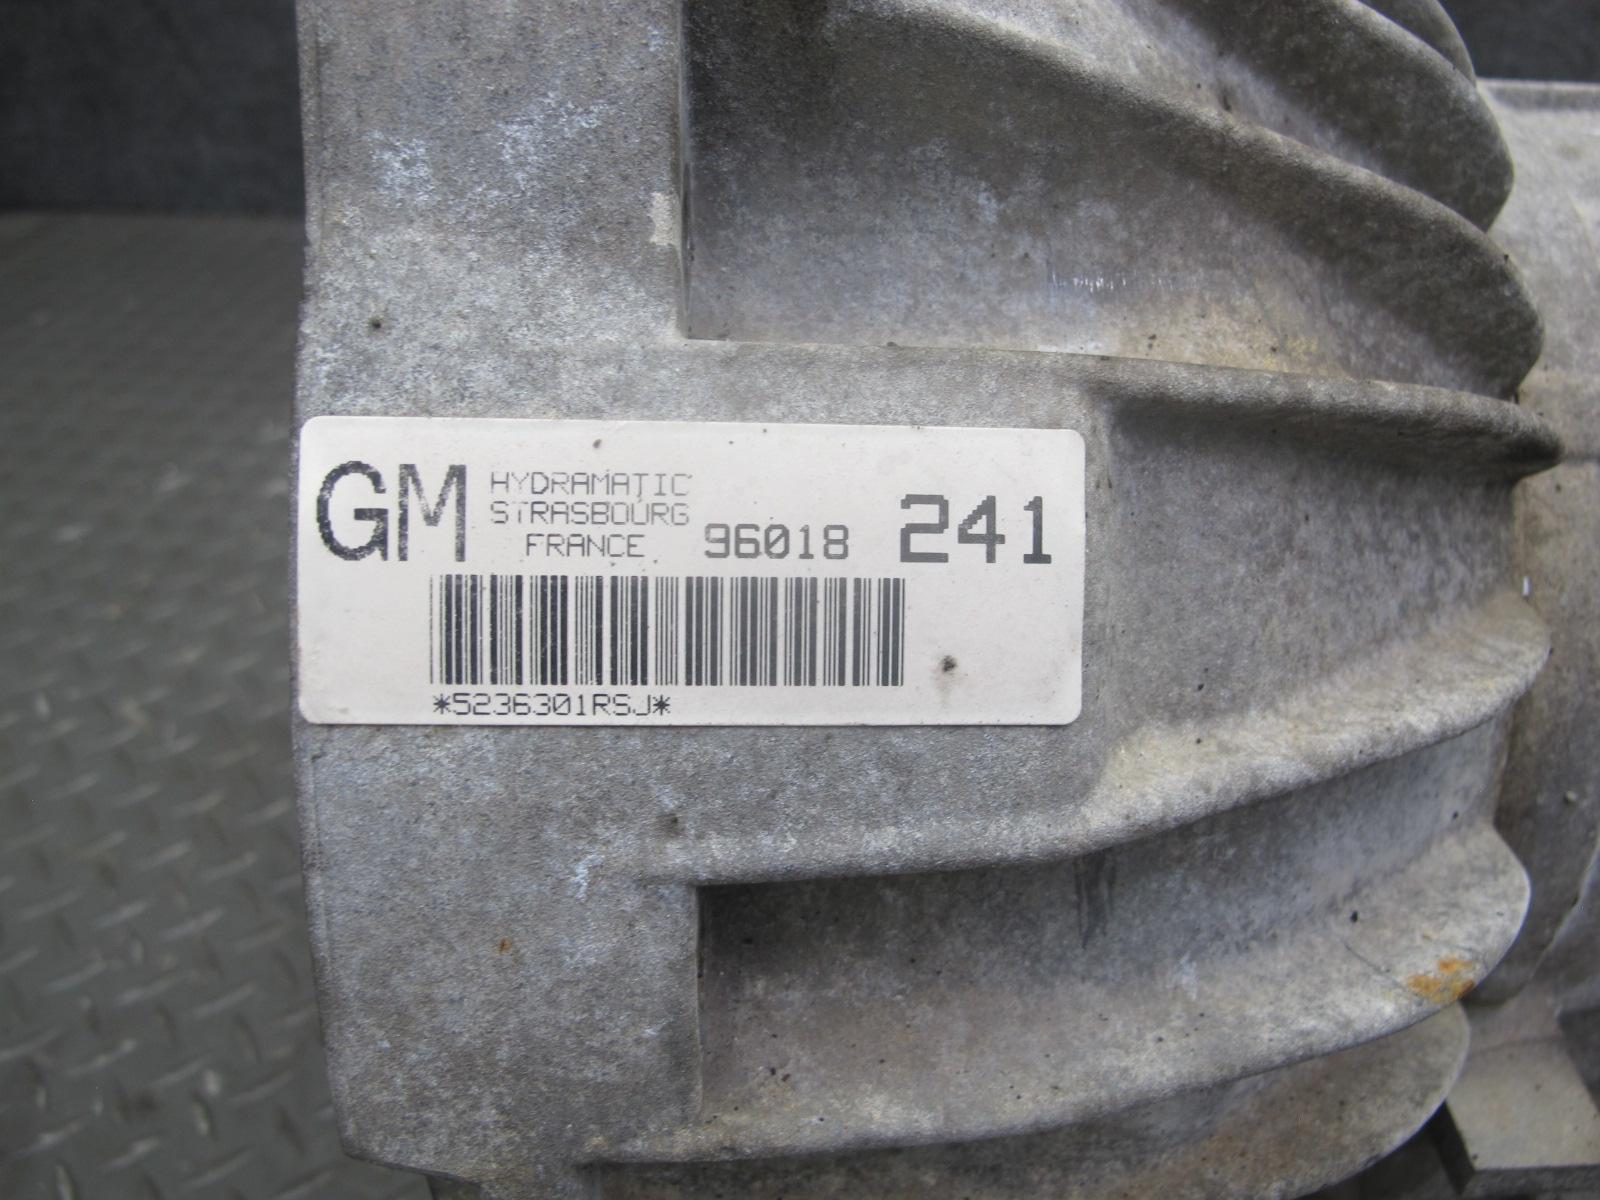 GM HYDRAMATIC
STRASBOURG
FRANCE 96018 241
*5236301RSJ*